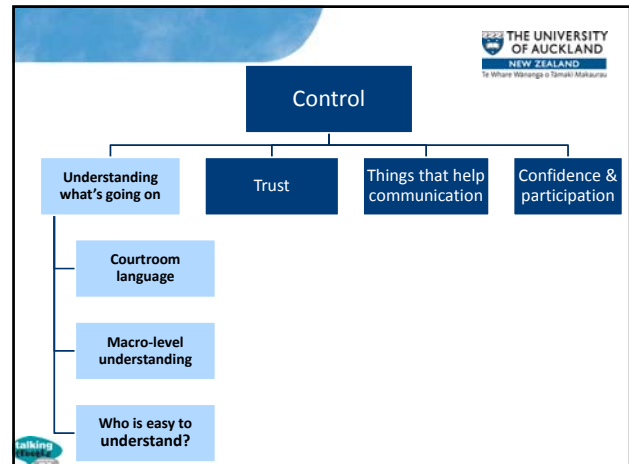 THE UNIVERSITY
OF AUCKLAND
NEW ZEALAND
Te Whare Wānanga o Tāmaki Makaurau
Control
Understanding
what's going on
Trust
Things that help
communication
Confidence &
participation
Courtroom
language
Macro-level
understanding
Who is easy to
understand?
talking